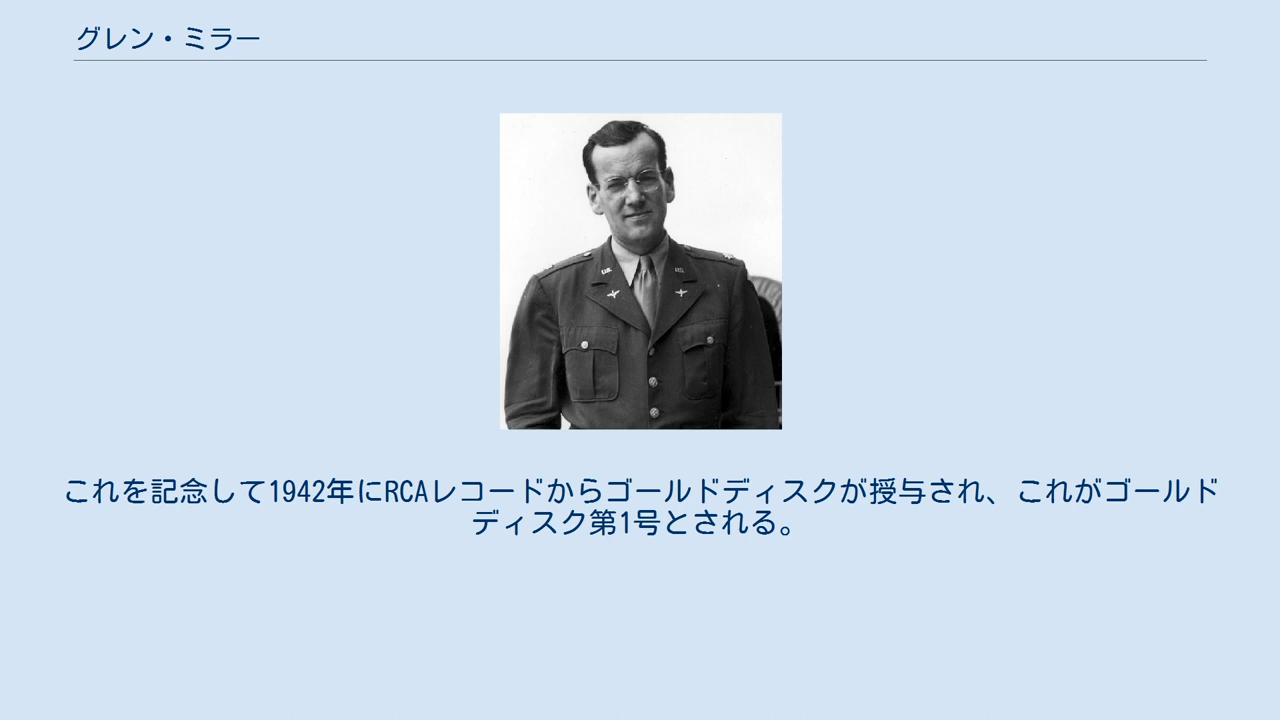 グレン・ミラー
これを記念して1942年にRCAレコードからゴールドディスクが授与され、これがゴールド
ディスク第1号とされる。